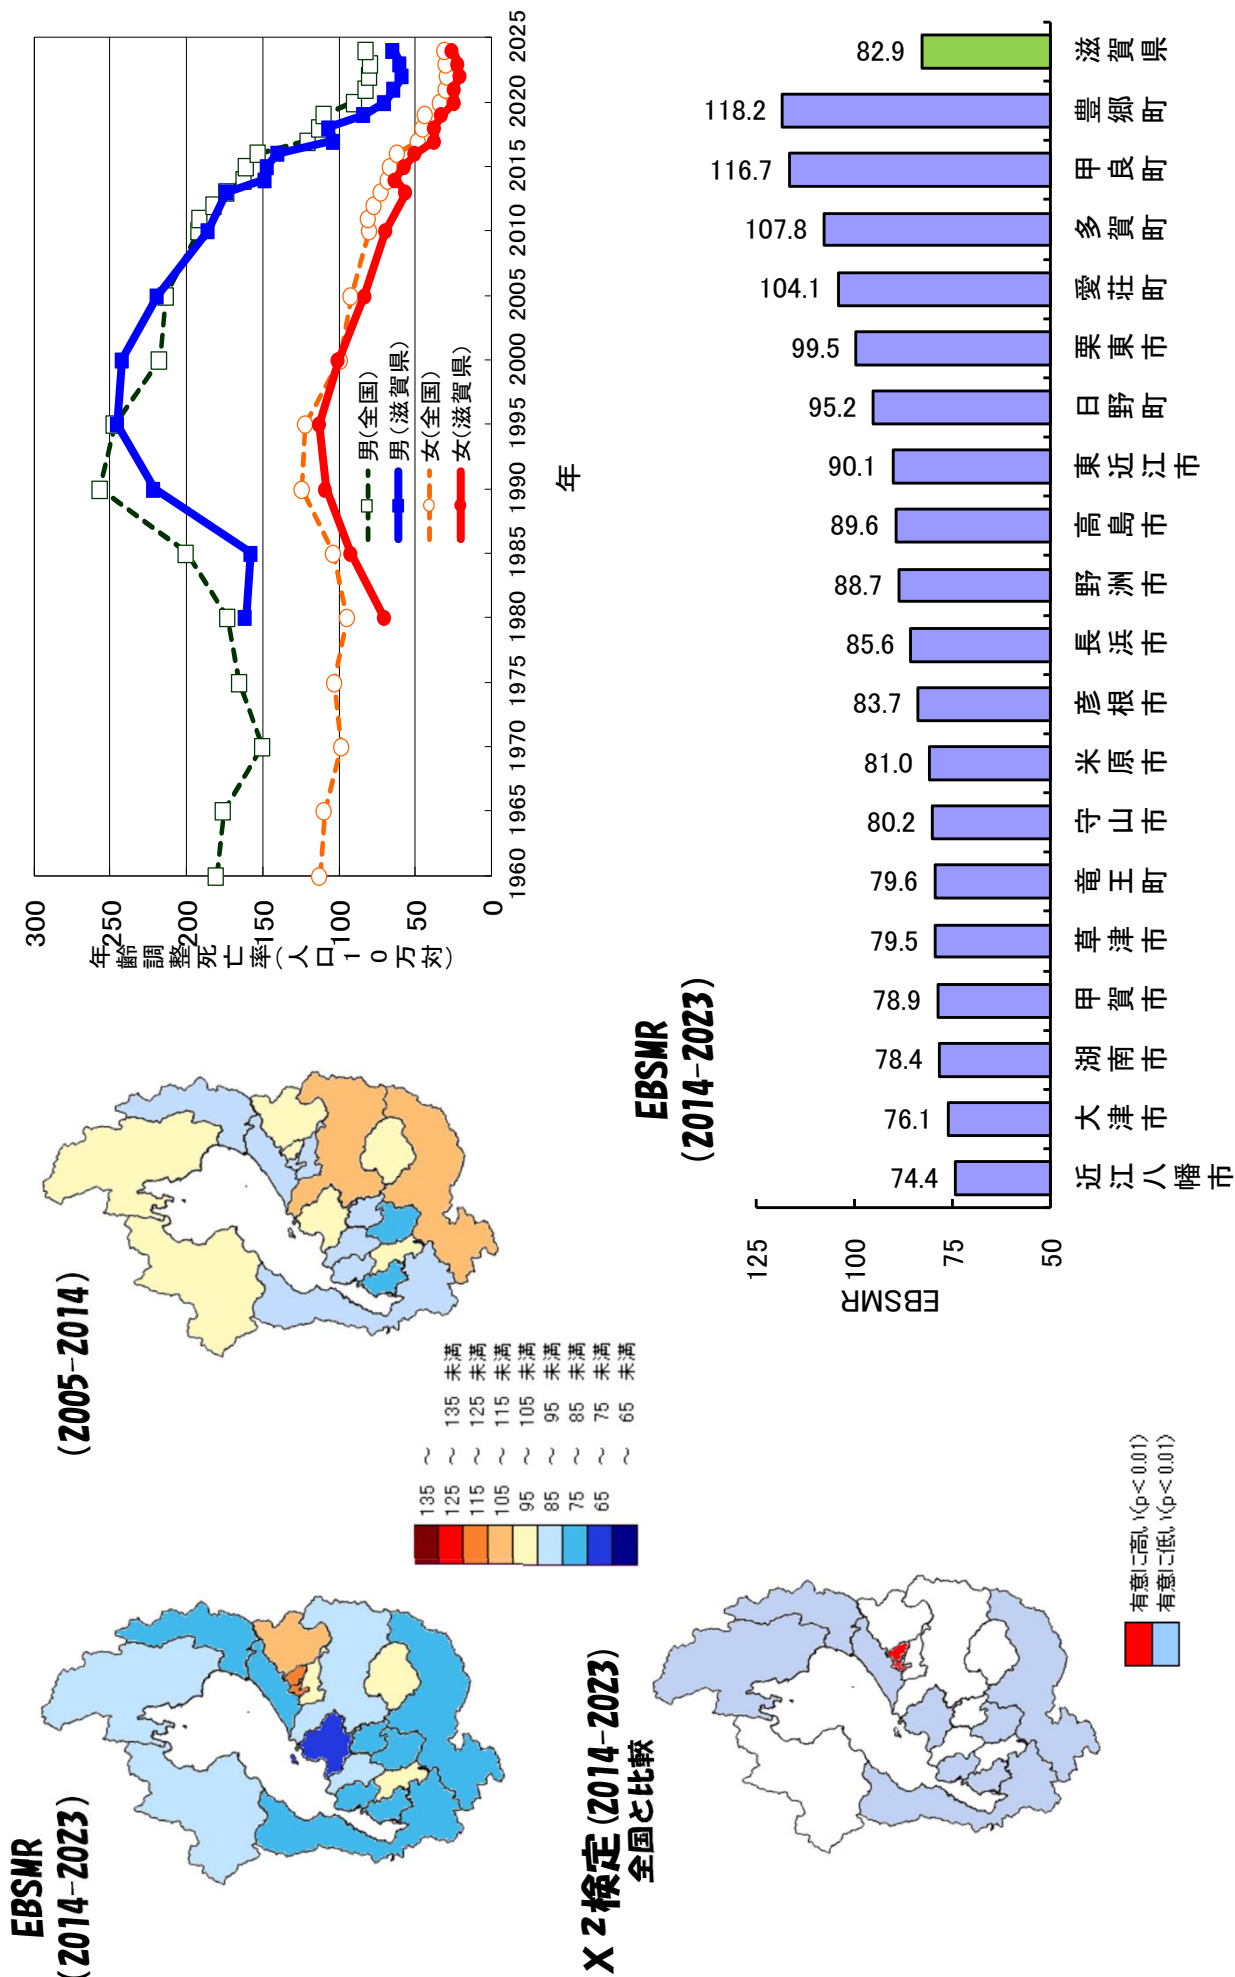 EBSMR
(2014-2023)
(2005-2014)
135 ～
125 ～ 135 未満
115 ～ 125 未満
105 ～ 115 未満
95 ～ 105 未満
85 ～ 95 未満
75 ～ 85 未満
65 ～ 75 未満
～ 65 未満
年齢調整死亡率(人口10万対)
300
250
200
150
100
50
0
1960
1965
1970
1975
1980
1985
1990
1995
2000
2005
2010
2015
2020
2025
年
男(全国)
男(滋賀県)
女(全国)
女(滋賀県)
X²検定(2014-2023)
全国と比較
有意に高い(p<0.01)
有意に低い(p<0.01)
EBSMR
(2014-2023)
EBSMR
125
100
75
50
74.4
76.1
78.4
78.9
79.5
79.6
80.2
81.0
83.7
85.6
88.7
89.6
90.1
95.2
99.5
104.1
107.8
116.7
118.2
82.9
近江八幡市
大津市
湖南市
甲賀市
草津市
竜王町
守山市
米原市
彦根市
長浜市
野洲市
高島市
東近江市
日野町
栗東市
愛荘町
多賀町
甲良町
豊郷町
滋賀県